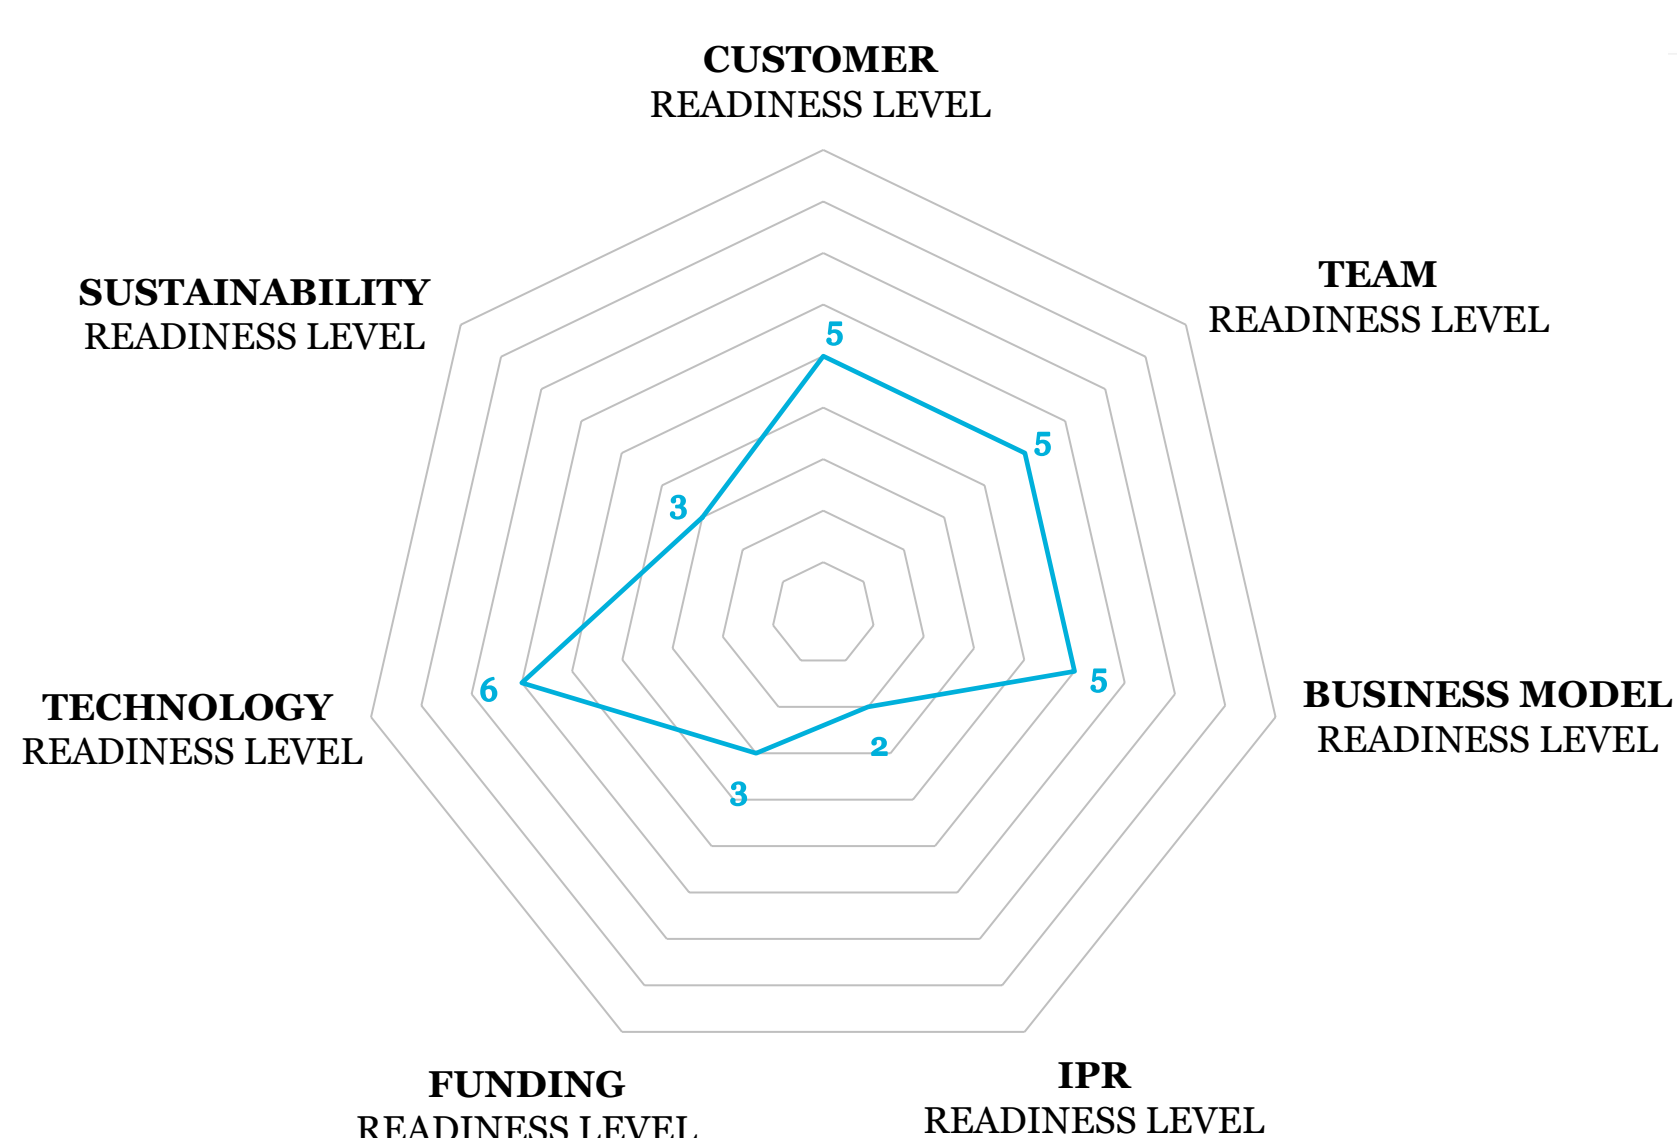 CUSTOMER
READINESS LEVEL
TEAM
READINESS LEVEL
SUSTAINABILITY
READINESS LEVEL
5
5
3
5
6
2
3
BUSINESS MODEL
READINESS LEVEL
TECHNOLOGY
READINESS LEVEL
IPR
READINESS LEVEL
FUNDING
READINESS LEVEL